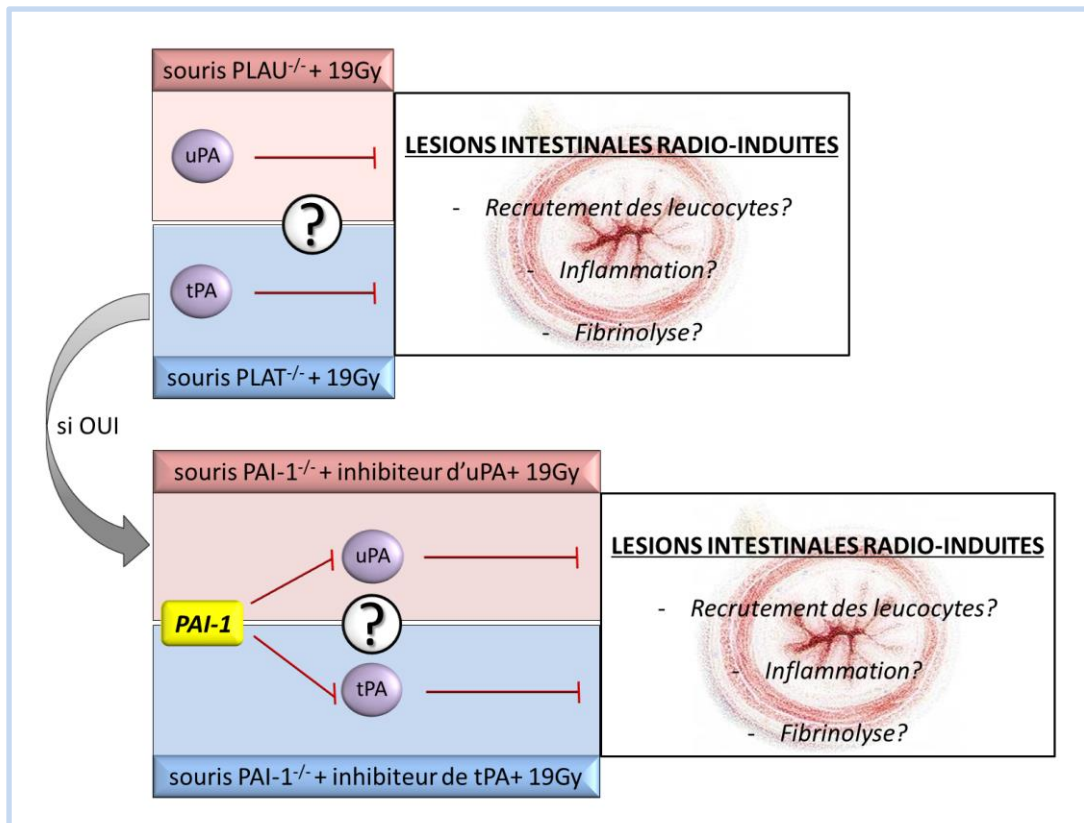 souris PLAU-/- + 19Gy
uPA
?
tPA
souris PLAT-/- + 19Gy
LESIONS INTESTINALES RADIO-INDUITES
- Recrutement des leucocytes?
- Inflammation?
- Fibrinolyse?
si OUI
souris PAI-1-/- + inhibiteur d'uPA+ 19Gy
uPA
PAI-1
?
tPA
souris PAI-1-/- + inhibiteur de tPA+ 19Gy
LESIONS INTESTINALES RADIO-INDUITES
- Recrutement des leucocytes?
- Inflammation?
- Fibrinolyse?